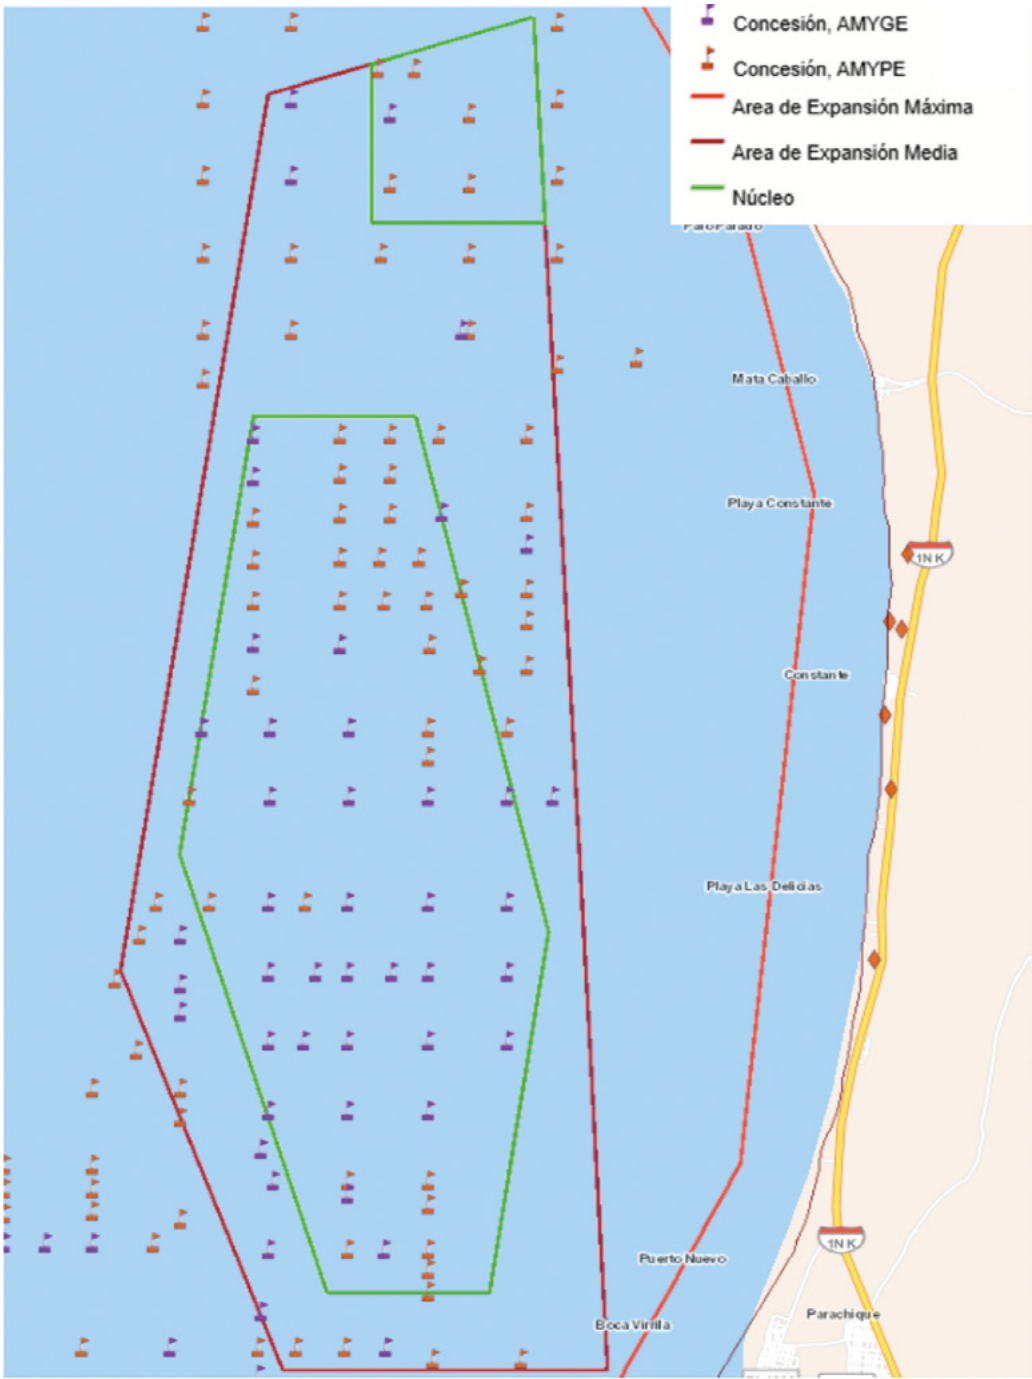 Concesión, AMYGE
Concesión, AMYPE
Area de Expansión Máxima
Area de Expansión Media
Núcleo
Mata Caballo
Playa Constante
1N K
Constante
Playa Las Delicias
1N K
Puerto Nuevo
Parachique
Boca Virrila